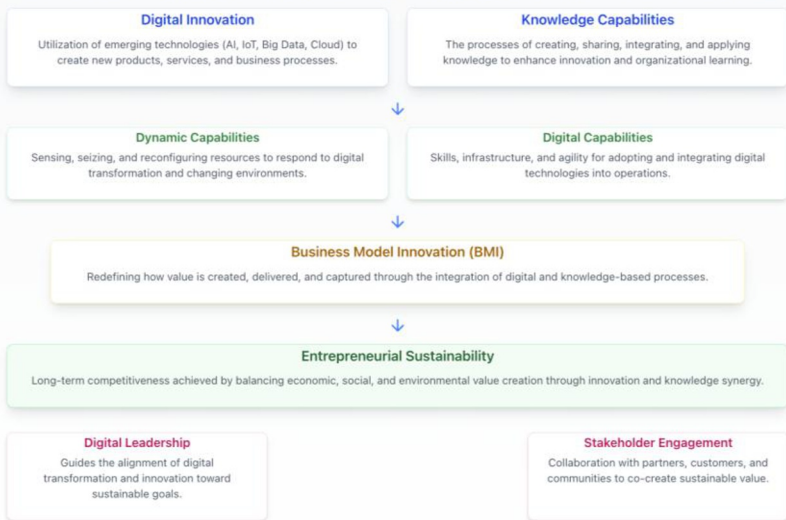 Digital Innovation
Utilization of emerging technologies (AI, IoT, Big Data, Cloud) to
create new products, services, and business processes.
Knowledge Capabilities
The processes of creating, sharing, integrating, and applying
knowledge to enhance innovation and organizational learning.
Dynamic Capabilities
Sensing, seizing, and reconfiguring resources to respond to digital
transformation and changing environments.
Digital Capabilities
Skills, infrastructure, and agility for adopting and integrating digital
technologies into operations.
Business Model Innovation (BMI)
Redefining how value is created, delivered, and captured through the integration of digital and knowledge-based processes.
Entrepreneurial Sustainability
Long-term competitiveness achieved by balancing economic, social, and environmental value creation through innovation and knowledge synergy.
Digital Leadership
Guides the alignment of digital
transformation and innovation toward
sustainable goals.
Stakeholder Engagement
Collaboration with partners, customers, and
communities to co-create sustainable value.